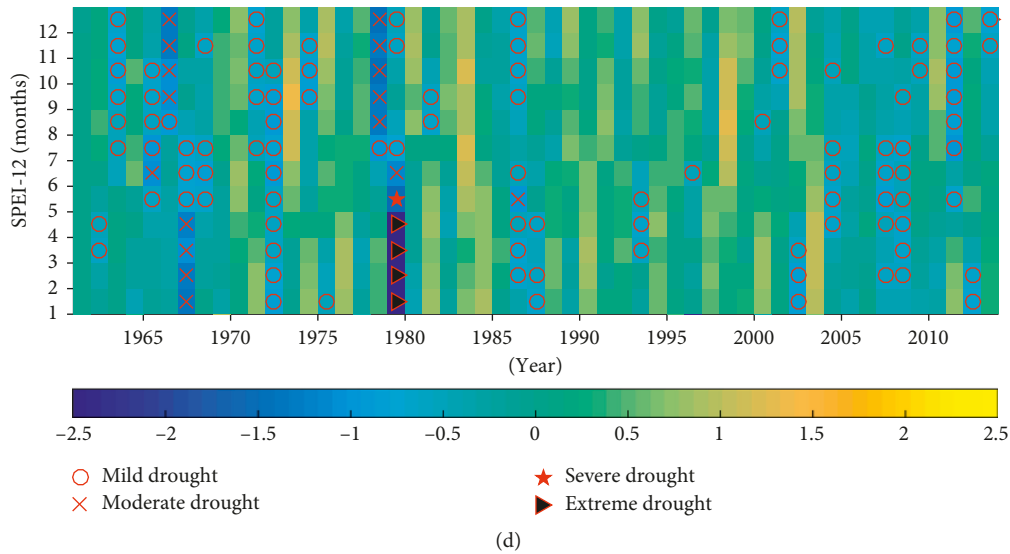 12
11
10
9
8
7
6
5
4
3
2
1
SPEI-12 (months)
1965 1970 1975 1980 1985 1990 1995 2000 2005 2010
(Year)
−2.5 −2 −1.5 −1 −0.5 0 0.5 1 1.5 2 2.5
Mild drought Severe drought
Moderate drought Extreme drought
(d)